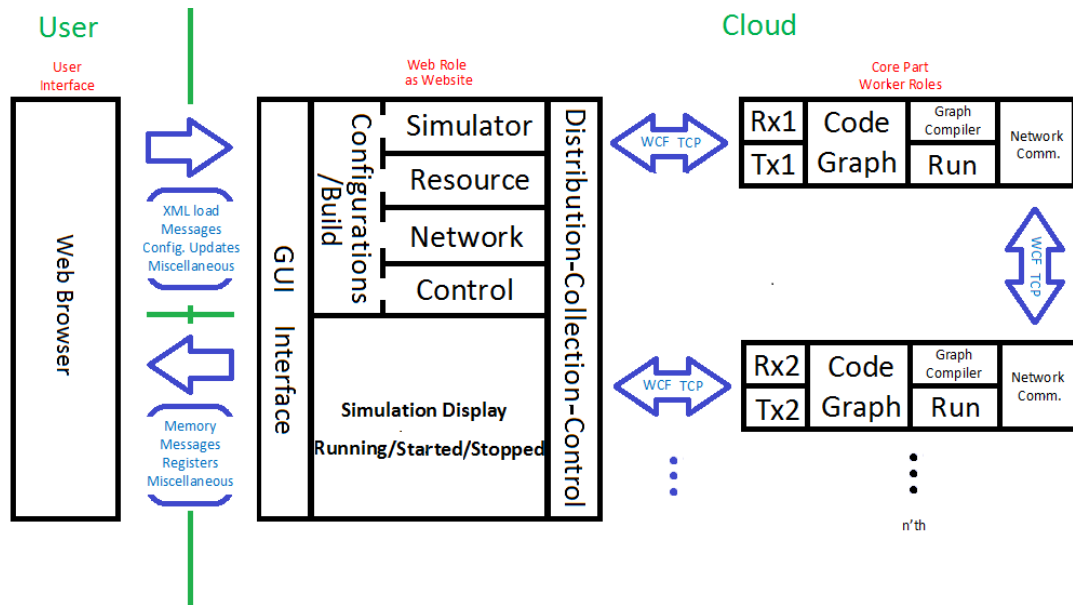 User
Cloud
User
Interface
Web Role
as Website
Core Part
Worker Roles
Web Browser
XML load
Messages
Config. Updates
Miscellaneous
Memory
Messages
Registers
Miscellaneous
GUI Interface
Configurations
/Build
Simulator
Resource
Network
Control
Simulation Display
Running/Started/Stopped
Distribution-Collection-Control
WCF TCP
Rx1
Tx1
Code
Graph
Graph
Compiler
Run
Network
Comm.
WCF TCP
WCF TCP
Rx2
Tx2
Code
Graph
Graph
Compiler
Run
Network
Comm.
n'th